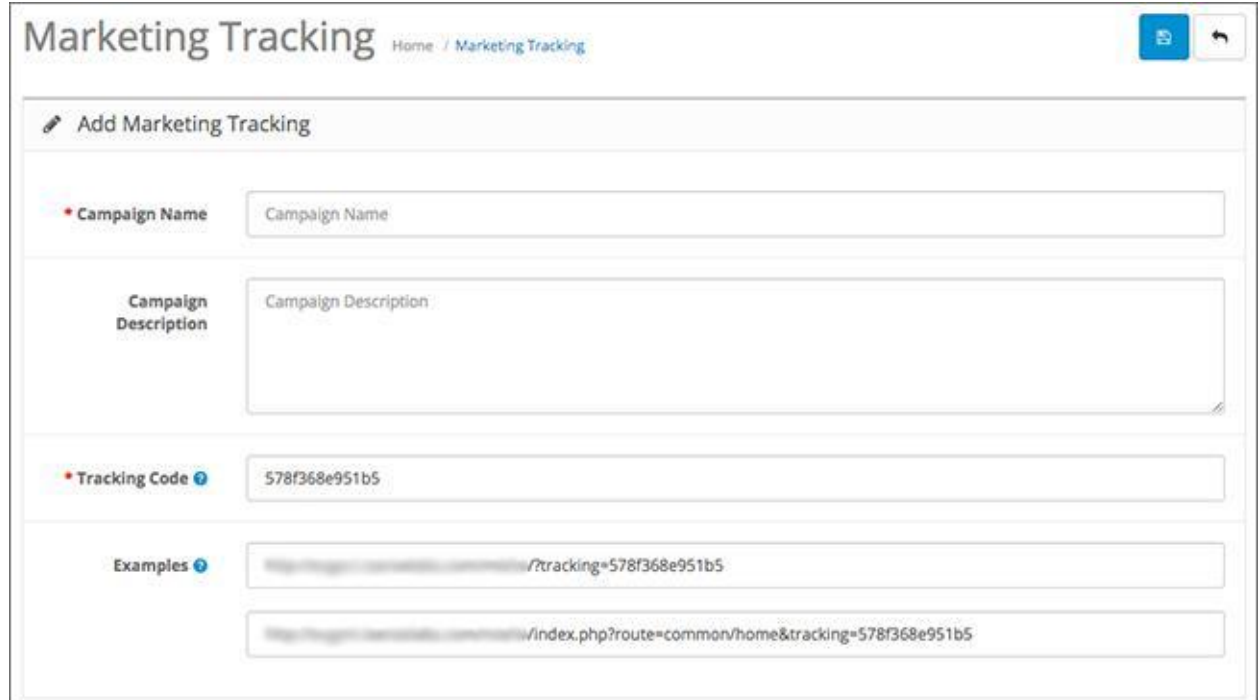 Marketing Tracking Home / Marketing Tracking
Add Marketing Tracking
* Campaign Name
Campaign Name
Campaign
Description
Campaign Description
* Tracking Code
578f368e951b5
Examples
/?tracking=578f368e951b5
/index.php?route=common/home&tracking=578f368e951b5